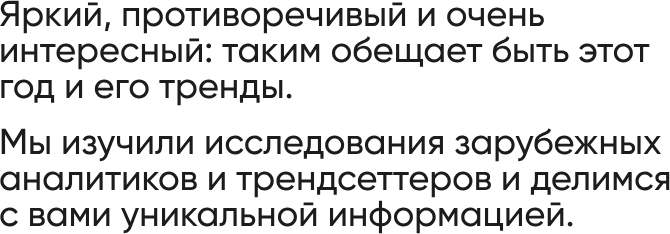 Яркий, противоречивый и очень
интересный: таким обещает быть этот
год и его тренды.
Мы изучили исследования зарубежных
аналитиков и трендсеттеров и делимся
с вами уникальной информацией.